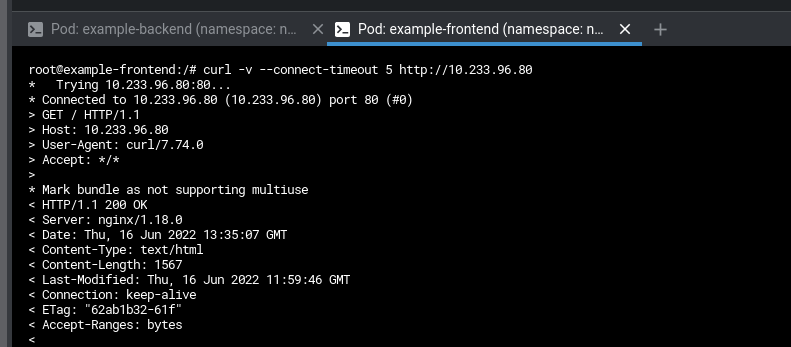 Pod: example-backend (namespace: n...
Pod: example-frontend (namespace: n...
root@example-frontend:/# curl -v --connect-timeout 5 http://10.233.96.80
*   Trying 10.233.96.80:80...
* Connected to 10.233.96.80 (10.233.96.80) port 80 (#0)
> GET / HTTP/1.1
> Host: 10.233.96.80
> User-Agent: curl/7.74.0
> Accept: */*
>
* Mark bundle as not supporting multiuse
< HTTP/1.1 200 OK
< Server: nginx/1.18.0
< Date: Thu, 16 Jun 2022 13:35:07 GMT
< Content-Type: text/html
< Content-Length: 1567
< Last-Modified: Thu, 16 Jun 2022 11:59:46 GMT
< Connection: keep-alive
< ETag: "62ab1b32-61f"
< Accept-Ranges: bytes
<